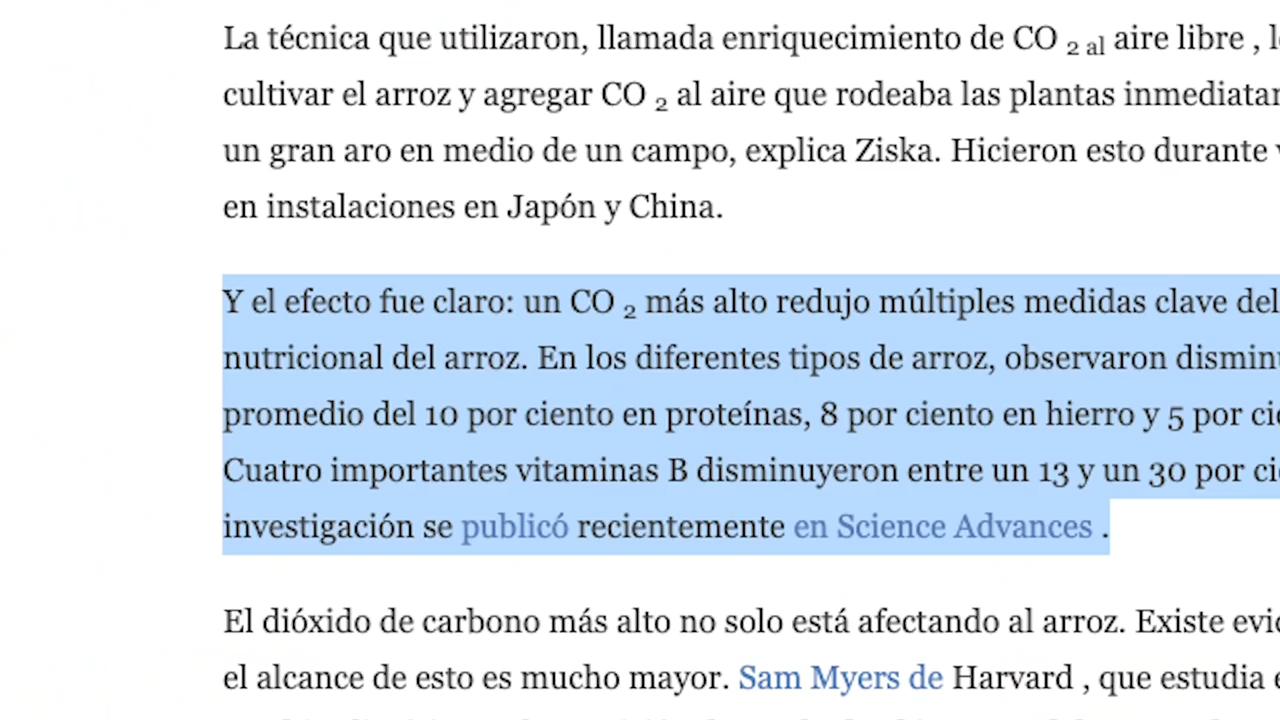 La técnica que utilizaron, llamada enriquecimiento de CO 2 al aire libre ,
cultivar el arroz y agregar CO 2 al aire que rodeaba las plantas
un gran aro en medio de un campo, explica Ziska. Hicieron esto durante
en instalaciones en Japón y China.
Y el efecto fue claro: un CO 2 más alto redujo múltiples medidas clave del
nutricional del arroz. En los diferentes tipos de arroz, observaron
promedio del 10 por ciento en proteínas, 8 por ciento en hierro y 5 por
Cuatro importantes vitaminas B disminuyeron entre un 13 y un 30 por
investigación se publicó recientemente en Science Advances .
El dióxido de carbono más alto no solo está afectando al arroz. Existe
el alcance de esto es mucho mayor. Sam Myers de Harvard , que estudia